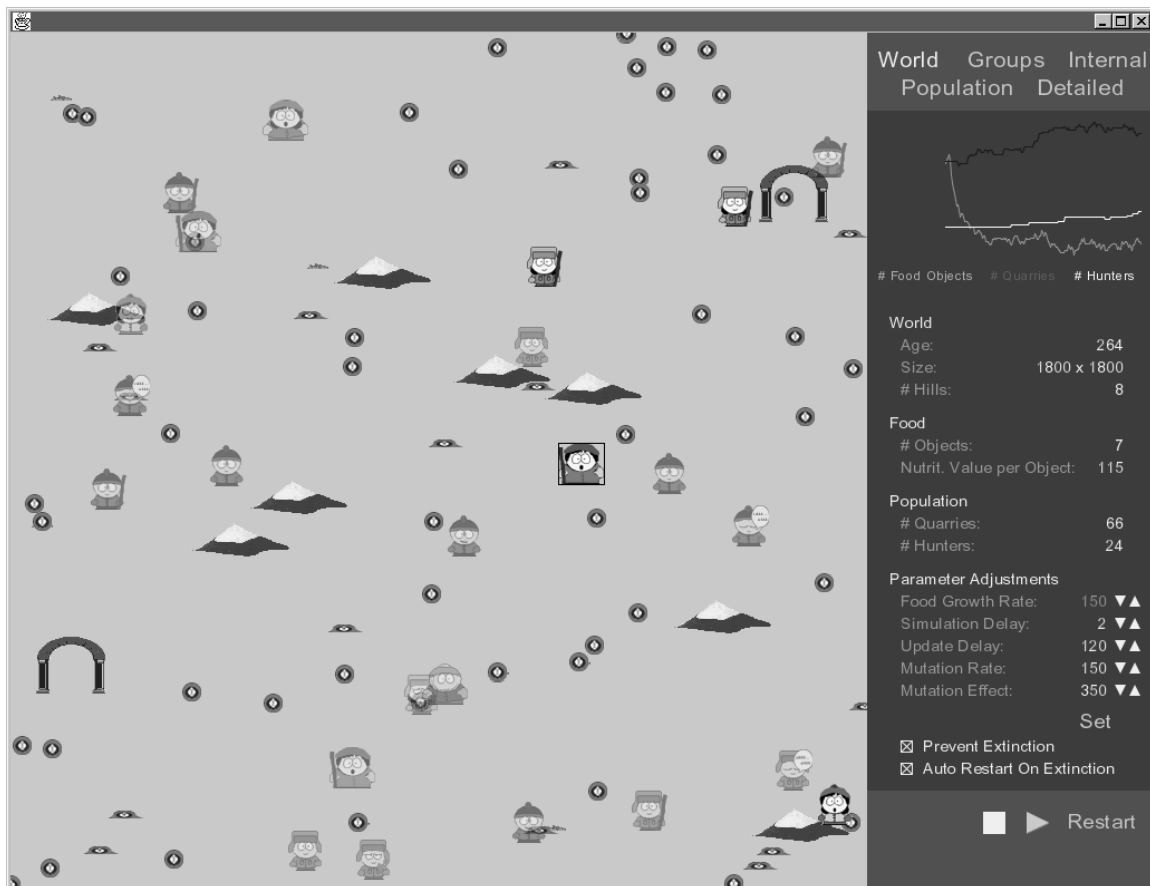 World Groups Internal
Population Detailed
# Food Objects # Quarries # Hunters
World
Age: 264
Size: 1800 x 1800
# Hills: 8
Food
# Objects: 7
Nutrit. Value per Object: 115
Population
# Quarries: 66
# Hunters: 24
Parameter Adjustments
Food Growth Rate: 150
Simulation Delay: 2
Update Delay: 120
Mutation Rate: 150
Mutation Effect: 350
Set
Prevent Extinction
Auto Restart On Extinction
Restart